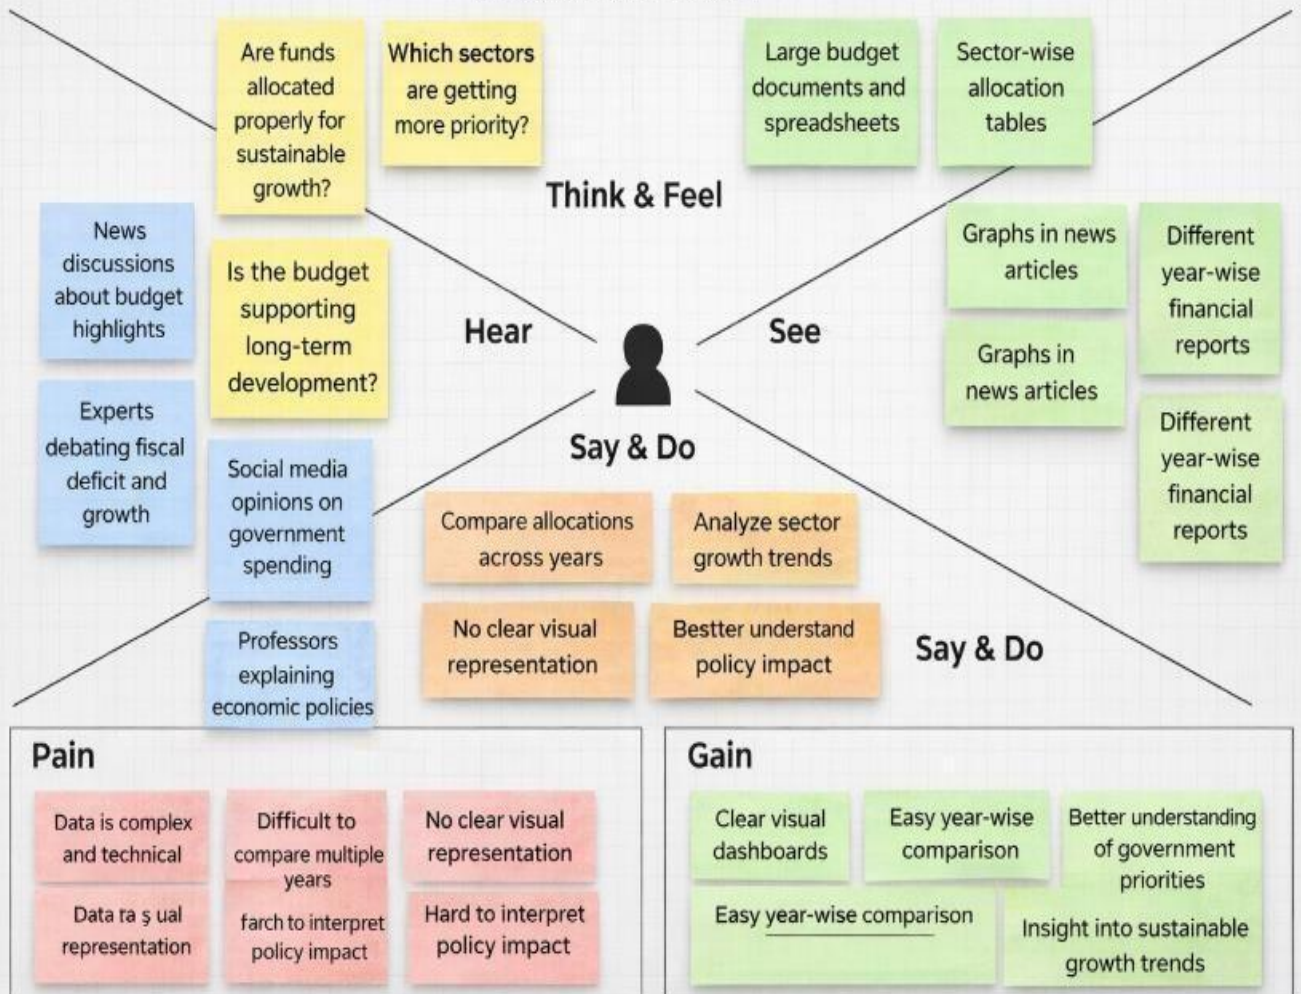 Are funds
allocated
properly for
sustainable
growth?
Which sectors
are getting
more priority?
Large budget
documents and
spreadsheets
Sector-wise
allocation
tables
Think & Feel
News
discussions
about budget
highlights
Is the budget
supporting
long-term
development?
Hear
See
Graphs in news
articles
Different
year-wise
financial
reports
Graphs in
news articles
Experts
debating fiscal
deficit and
growth
Social media
opinions on
government
spending
Say & Do
Different
year-wise
financial
reports
Compare allocations
across years
Analyze sector
growth trends
No clear visual
representation
Bestter understand
policy impact
Say & Do
Professors
explaining
economic policies
Pain
Data is complex
and technical
Difficult to
compare multiple
years
No clear visual
representation
Data ra ş ual
representation
farch to interpret
policy impact
Hard to interpret
policy impact
Gain
Clear visual
dashboards
Easy year-wise
comparison
Better understanding
of government
priorities
Easy year-wise comparison
Insight into sustainable
growth trends